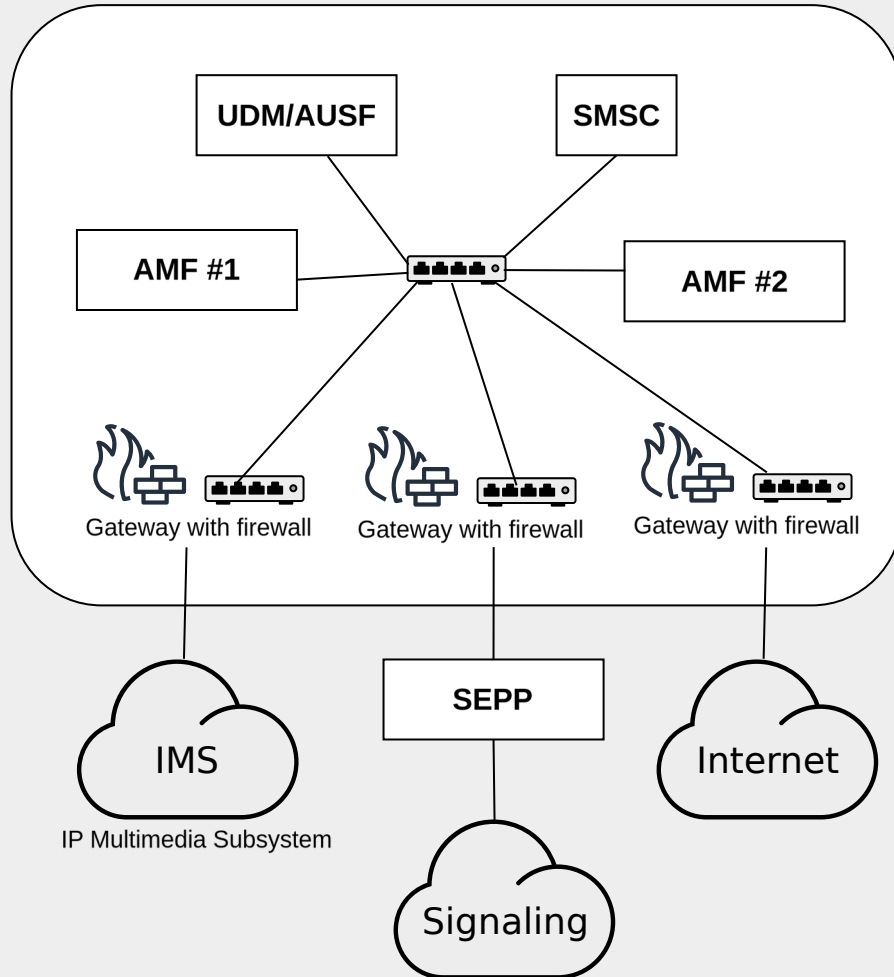 UDM/AUSF
SMSC
AMF #1
AMF #2
Gateway with firewall
Gateway with firewall
Gateway with firewall
SEPP
IMS
Internet
IP Multimedia Subsystem
Signaling